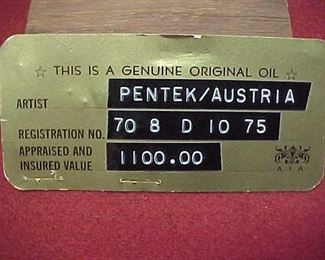 ☆ THIS IS A GENUINE ORIGINAL OIL ☆
ARTIST PENTEK/AUSTRIA
REGISTRATION NO. 70 8 D 10 75
APPRAISED AND
INSURED VALUE 1100.00
A.I.A.